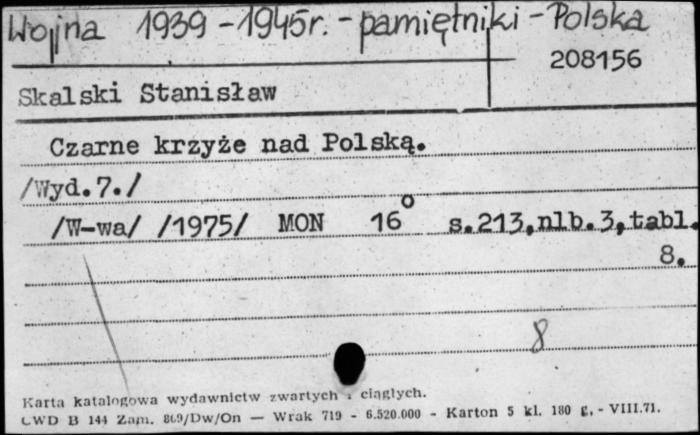 Wojna 1939-1945r. - pamiętniki - Polska
208156
Skalski Stanisław
Czarne krzyże nad Polską.
/Wyd.7./
/W-wa/ /1975/ MON 16° s.213,nlb.3,tabl.
8.
8
Karta katalogowa wydawnictw zwartych i ciągłych.
CWD B 144 Zam. 869/Dw/On — Wrak 719 - 6.520.000 - Karton 5 kl. 180 g. - VIII.71.